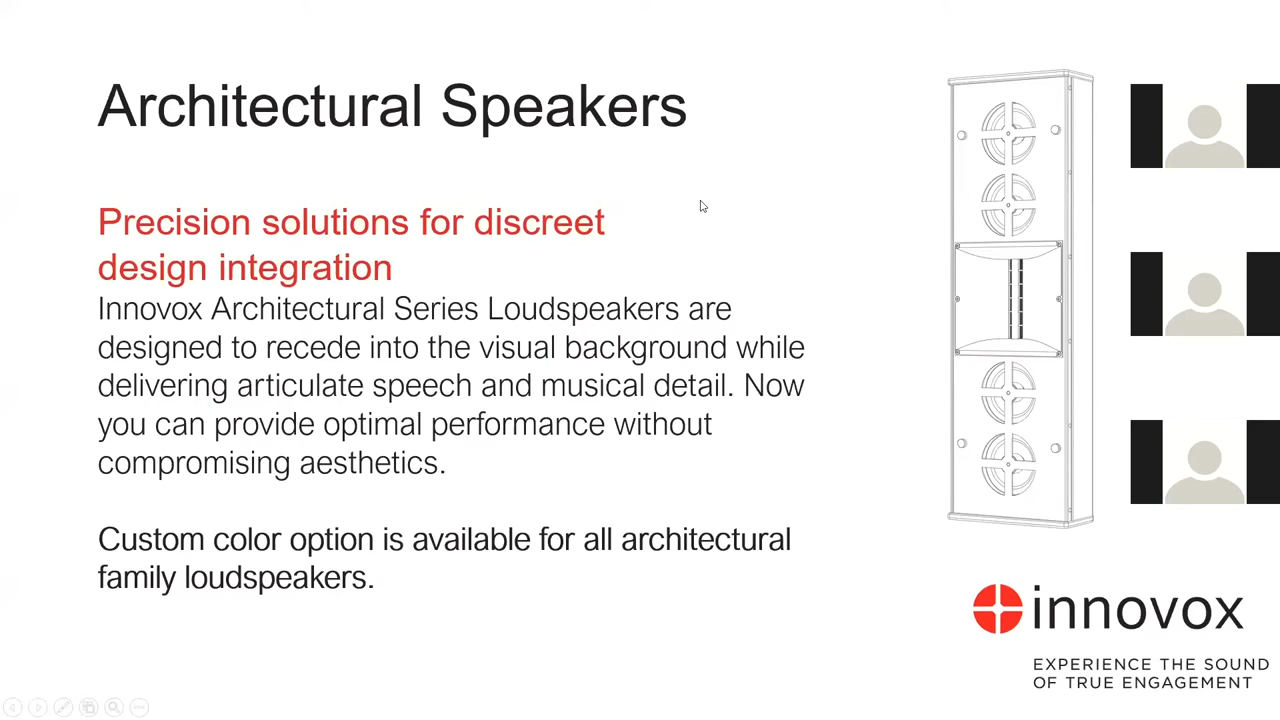 Architectural Speakers
Precision solutions for discreet
design integration
Innovox Architectural Series Loudspeakers are
designed to recede into the visual background while
delivering articulate speech and musical detail. Now
you can provide optimal performance without
compromising aesthetics.
Custom color option is available for all architectural
family loudspeakers.
innovox
EXPERIENCE THE SOUND
OF TRUE ENGAGEMENT